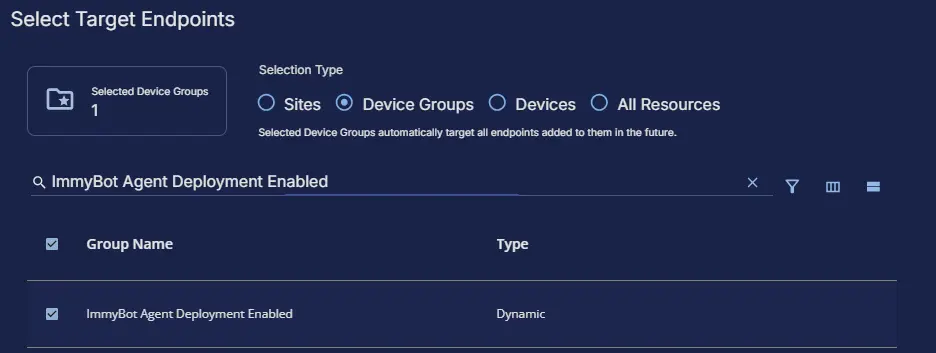 Select Target Endpoints
Selected Device Groups
1
Selection Type
Sites Device Groups Devices All Resources
Selected Device Groups automatically target all endpoints added to them in the future.
ImmyBot Agent Deployment Enabled
Group Name Type
ImmyBot Agent Deployment Enabled Dynamic